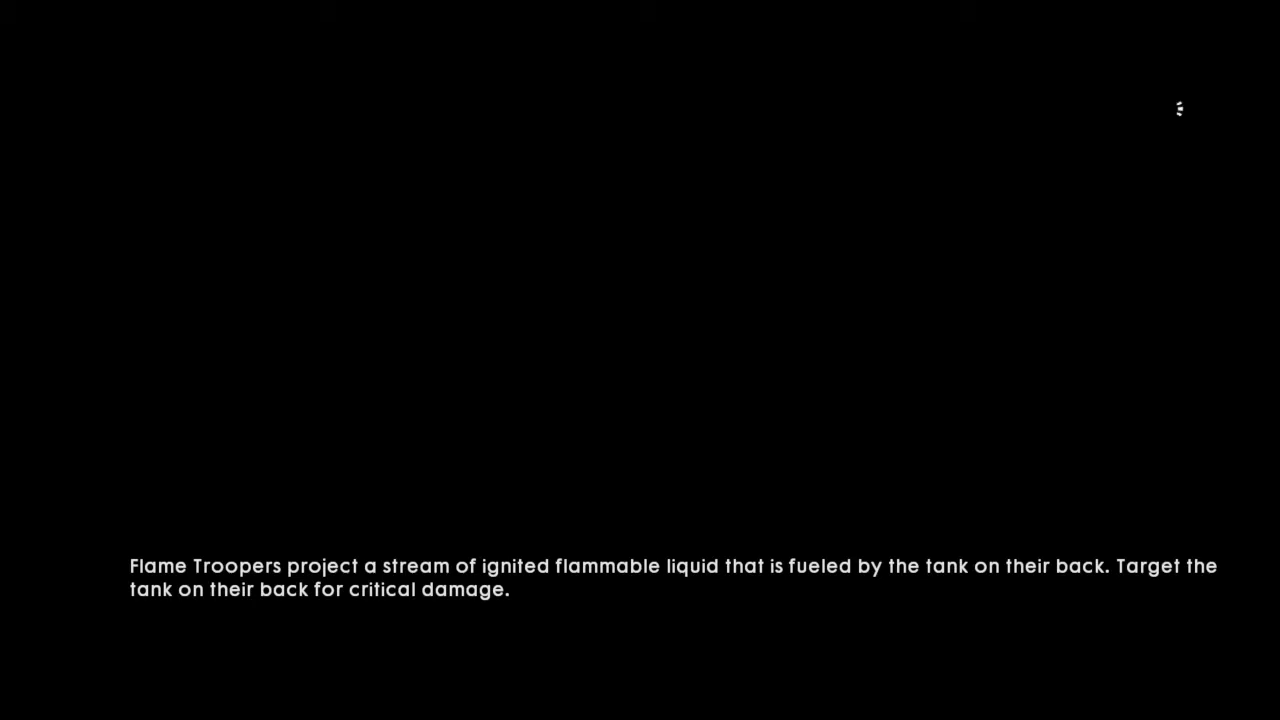 Flame Troopers project a stream of ignited flammable liquid that is fueled by the tank on their back. Target the
tank on their back for critical damage.